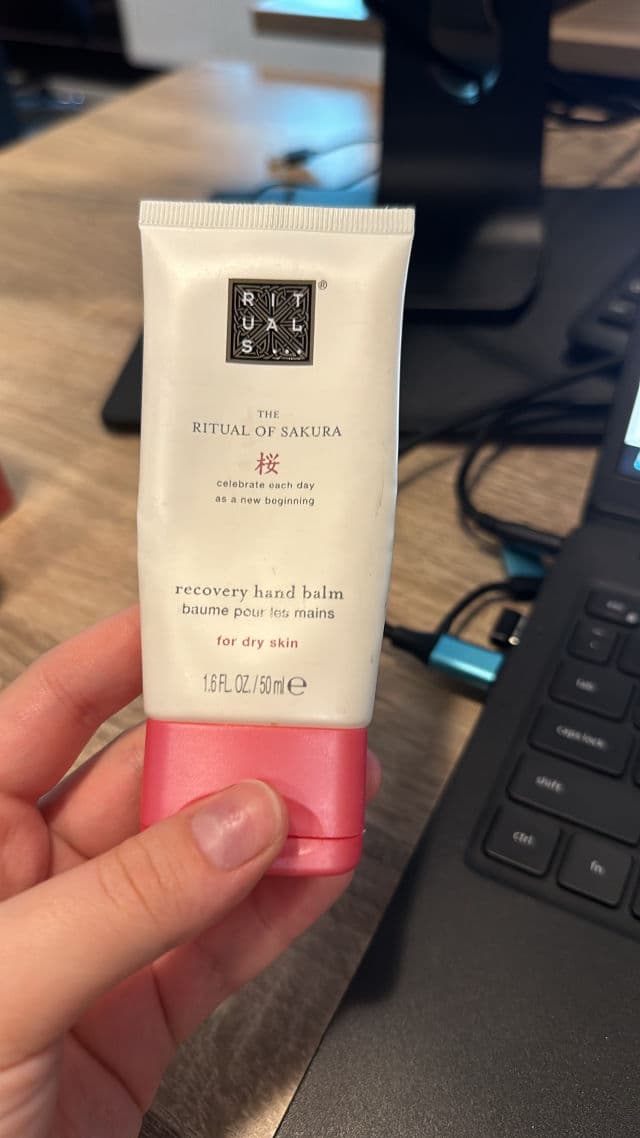 RIT
UAL
S...
®
THE
RITUAL OF SAKURA
桜
celebrate each day
as a new beginning
recovery hand balm
baume pour les mains
for dry skin
1.6 FL. OZ. / 50 ml ℮
tab
caps lock
shift
ctrl
fn